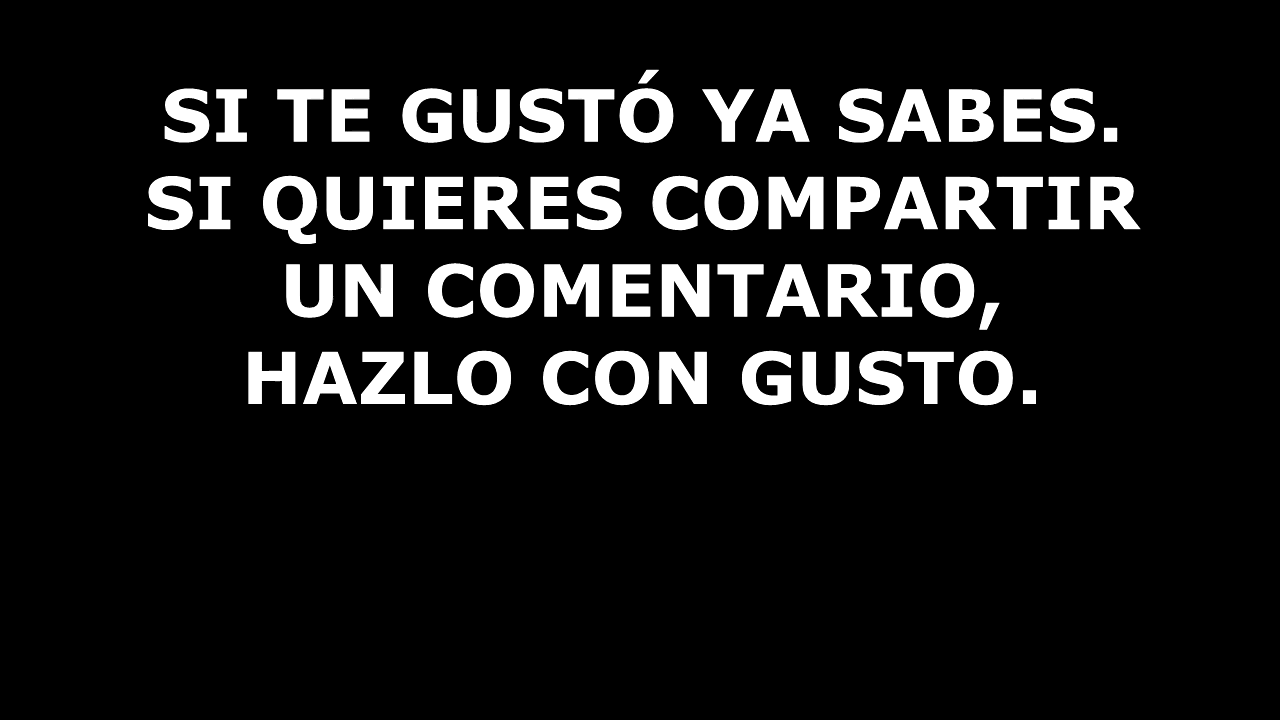 SI TE GUSTÓ YA SABES.
SI QUIERES COMPARTIR
UN COMENTARIO,
HAZLO CON GUSTO.